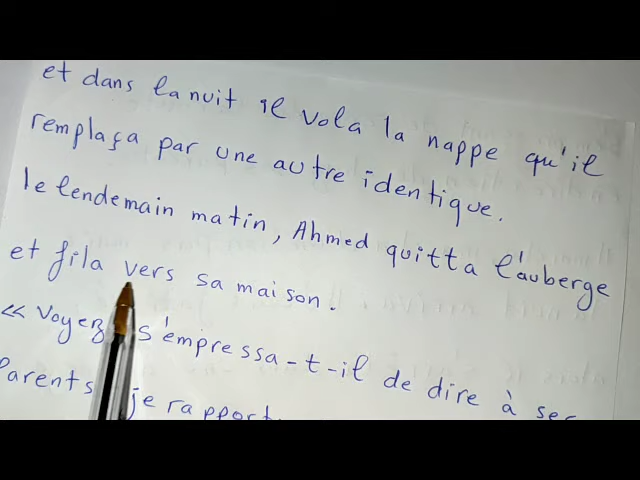 et dans la nuit il vola la nappe qu'il
remplaça par une autre identique.
le lendemain matin, Ahmed quitta l'auberge
et fila vers sa maison.
« Voyez s'empressa-t-il de dire à ses
Parents je rapport